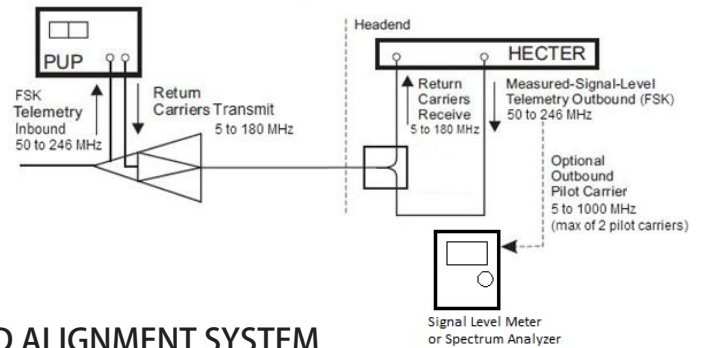 Headend
PUP
HECTER
FSK
Telemetry
Inbound
50 to 246 MHz
Return
Carriers Transmit
5 to 180 MHz
Return
Carriers
Receive
5 to 180 MHz
Measured-Signal-Level
Telemetry Outbound (FSK)
50 to 246 MHz
Optional
Outbound
Pilot Carrier
5 to 1000 MHz
(max of 2 pilot carriers)
Signal Level Meter
or Spectrum Analyzer
D ALIGNMENT SYSTEM